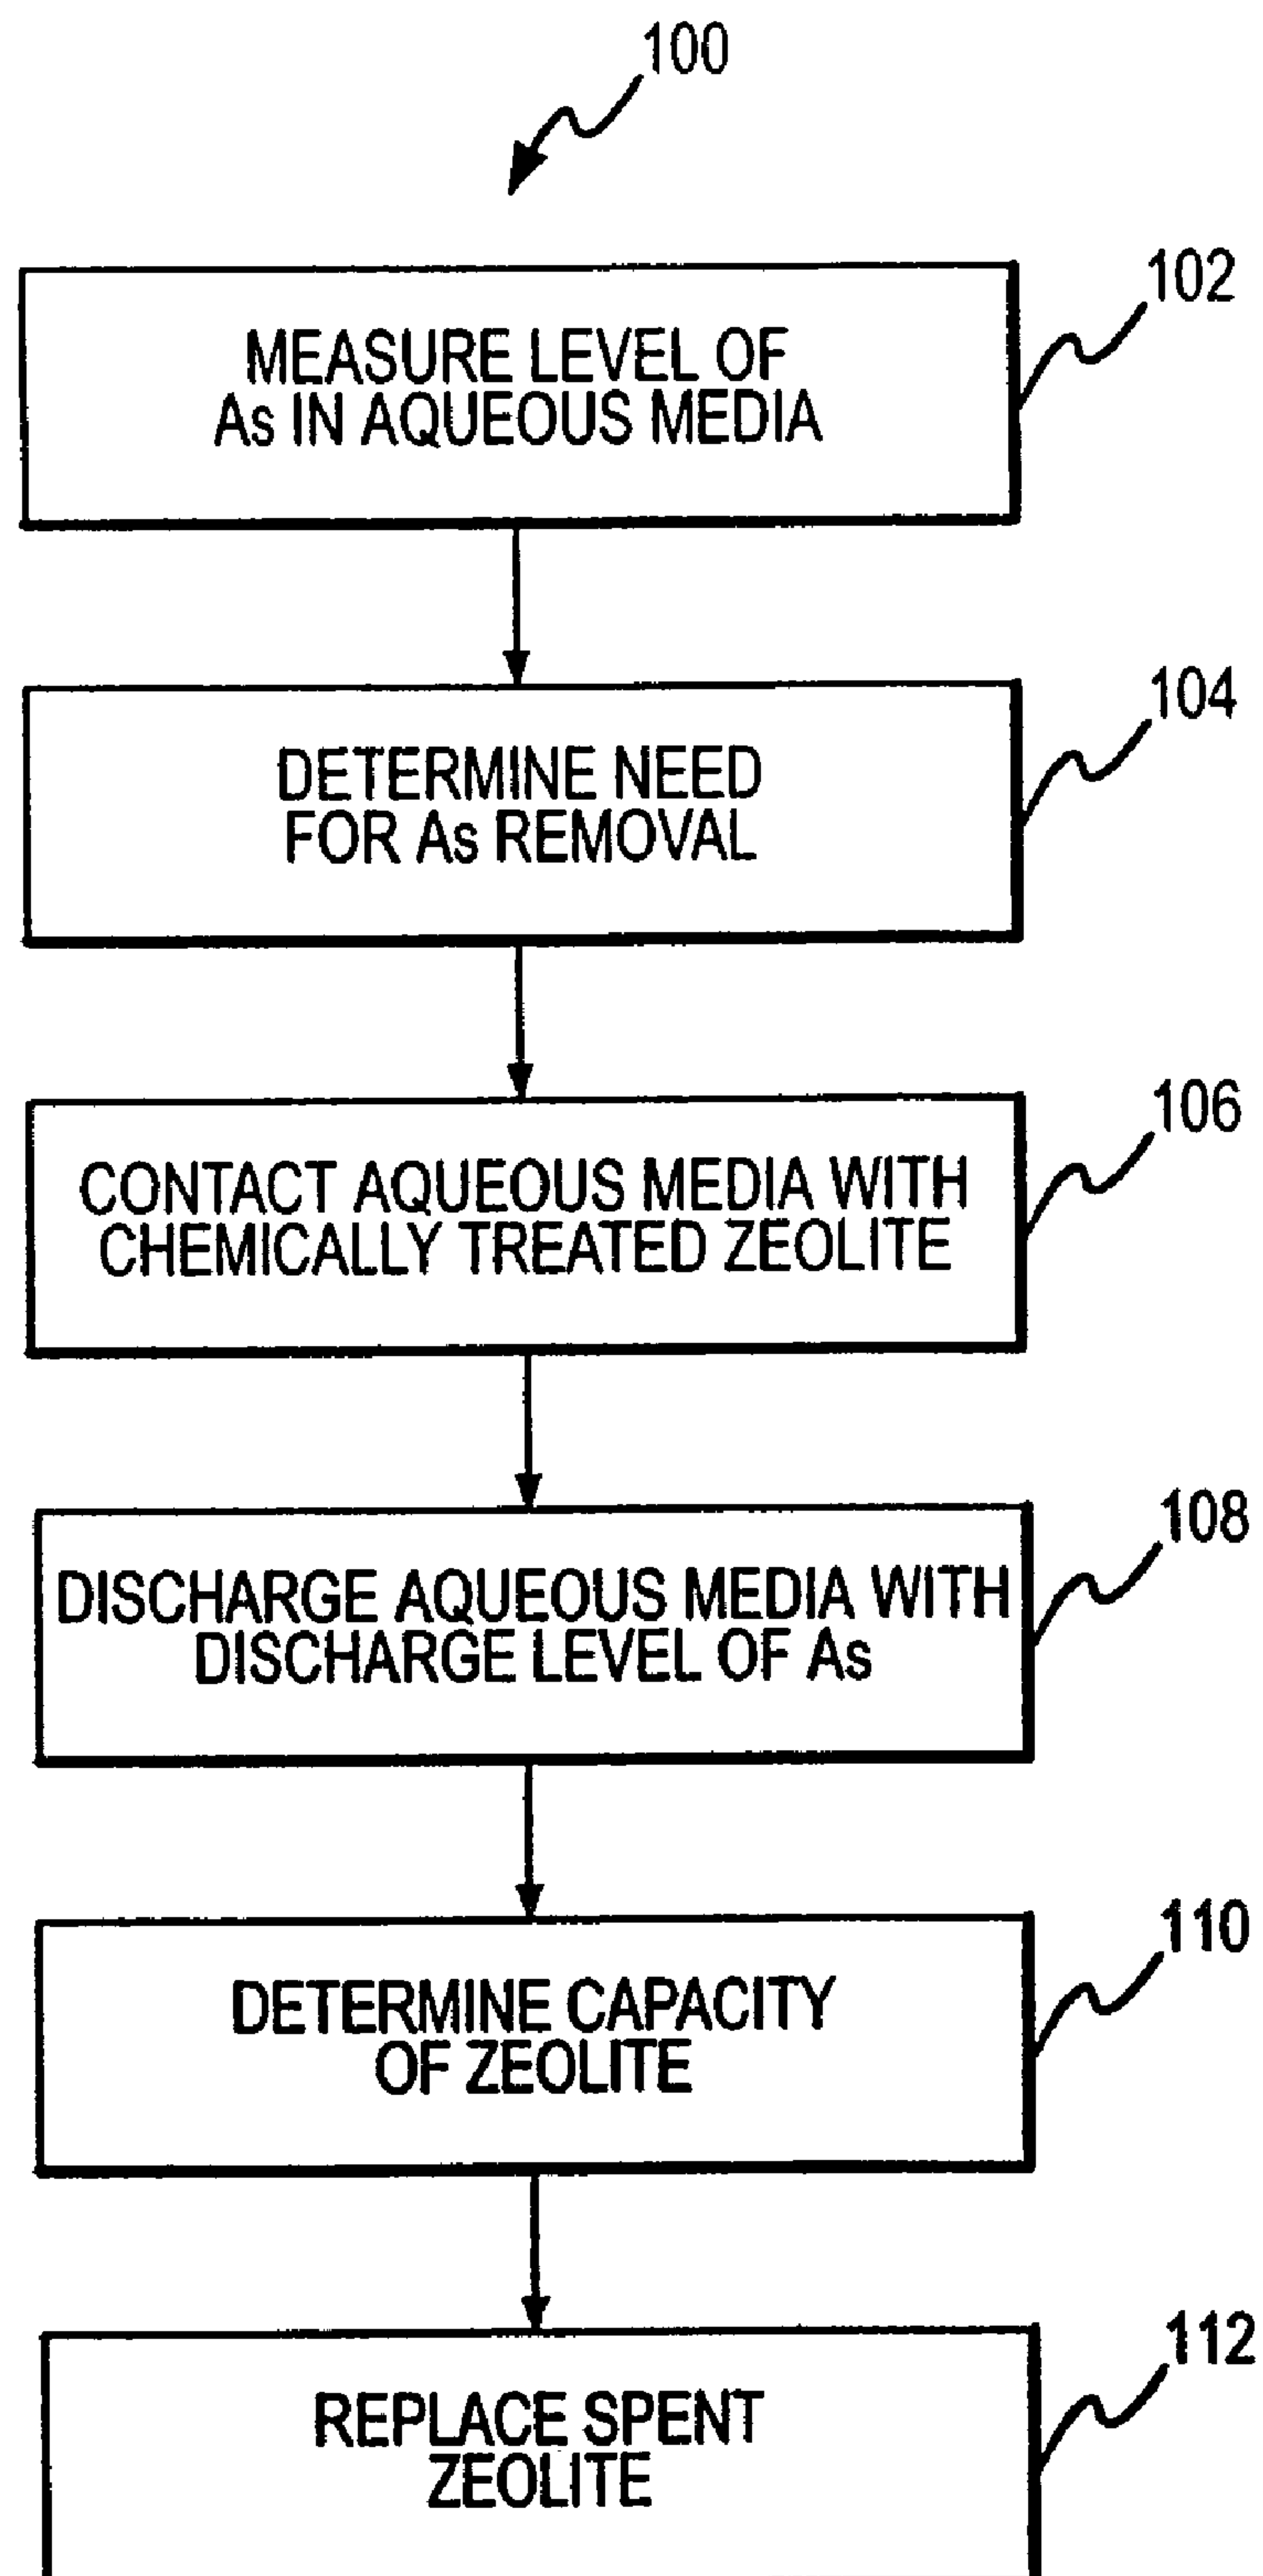 100
102
MEASURE LEVEL OF
As IN AQUEOUS MEDIA
104
DETERMINE NEED
FOR As REMOVAL
106
CONTACT AQUEOUS MEDIA WITH
CHEMICALLY TREATED ZEOLITE
108
DISCHARGE AQUEOUS MEDIA WITH
DISCHARGE LEVEL OF As
110
DETERMINE CAPACITY
OF ZEOLITE
112
REPLACE SPENT
ZEOLITE